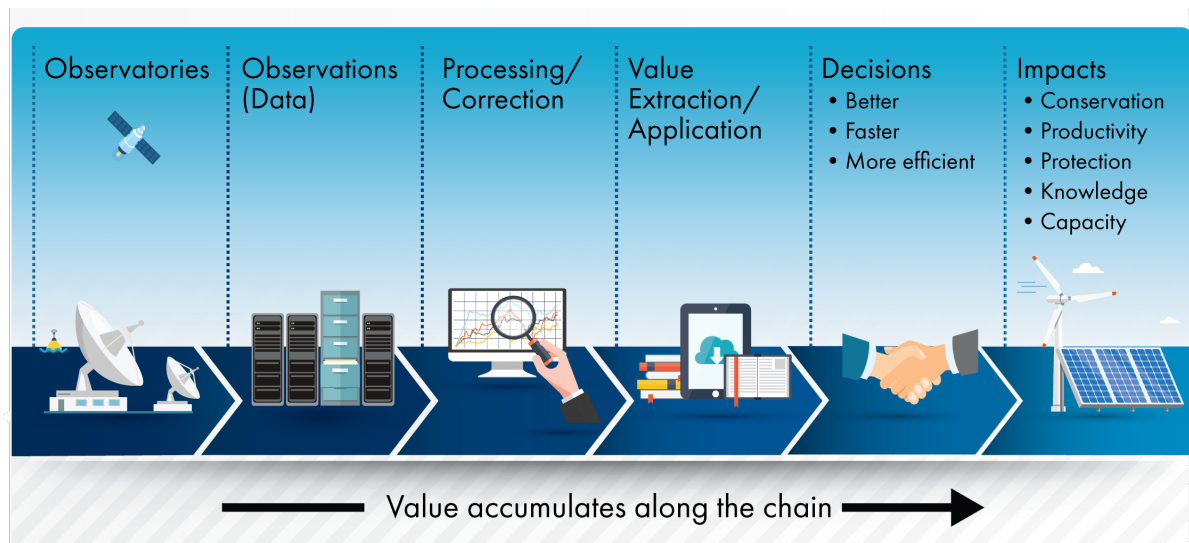 Observatories
Observations
(Data)
Processing/
Correction
Value
Extraction/
Application
Decisions
• Better
• Faster
• More efficient
Impacts
• Conservation
• Productivity
• Protection
• Knowledge
• Capacity
Value accumulates along the chain